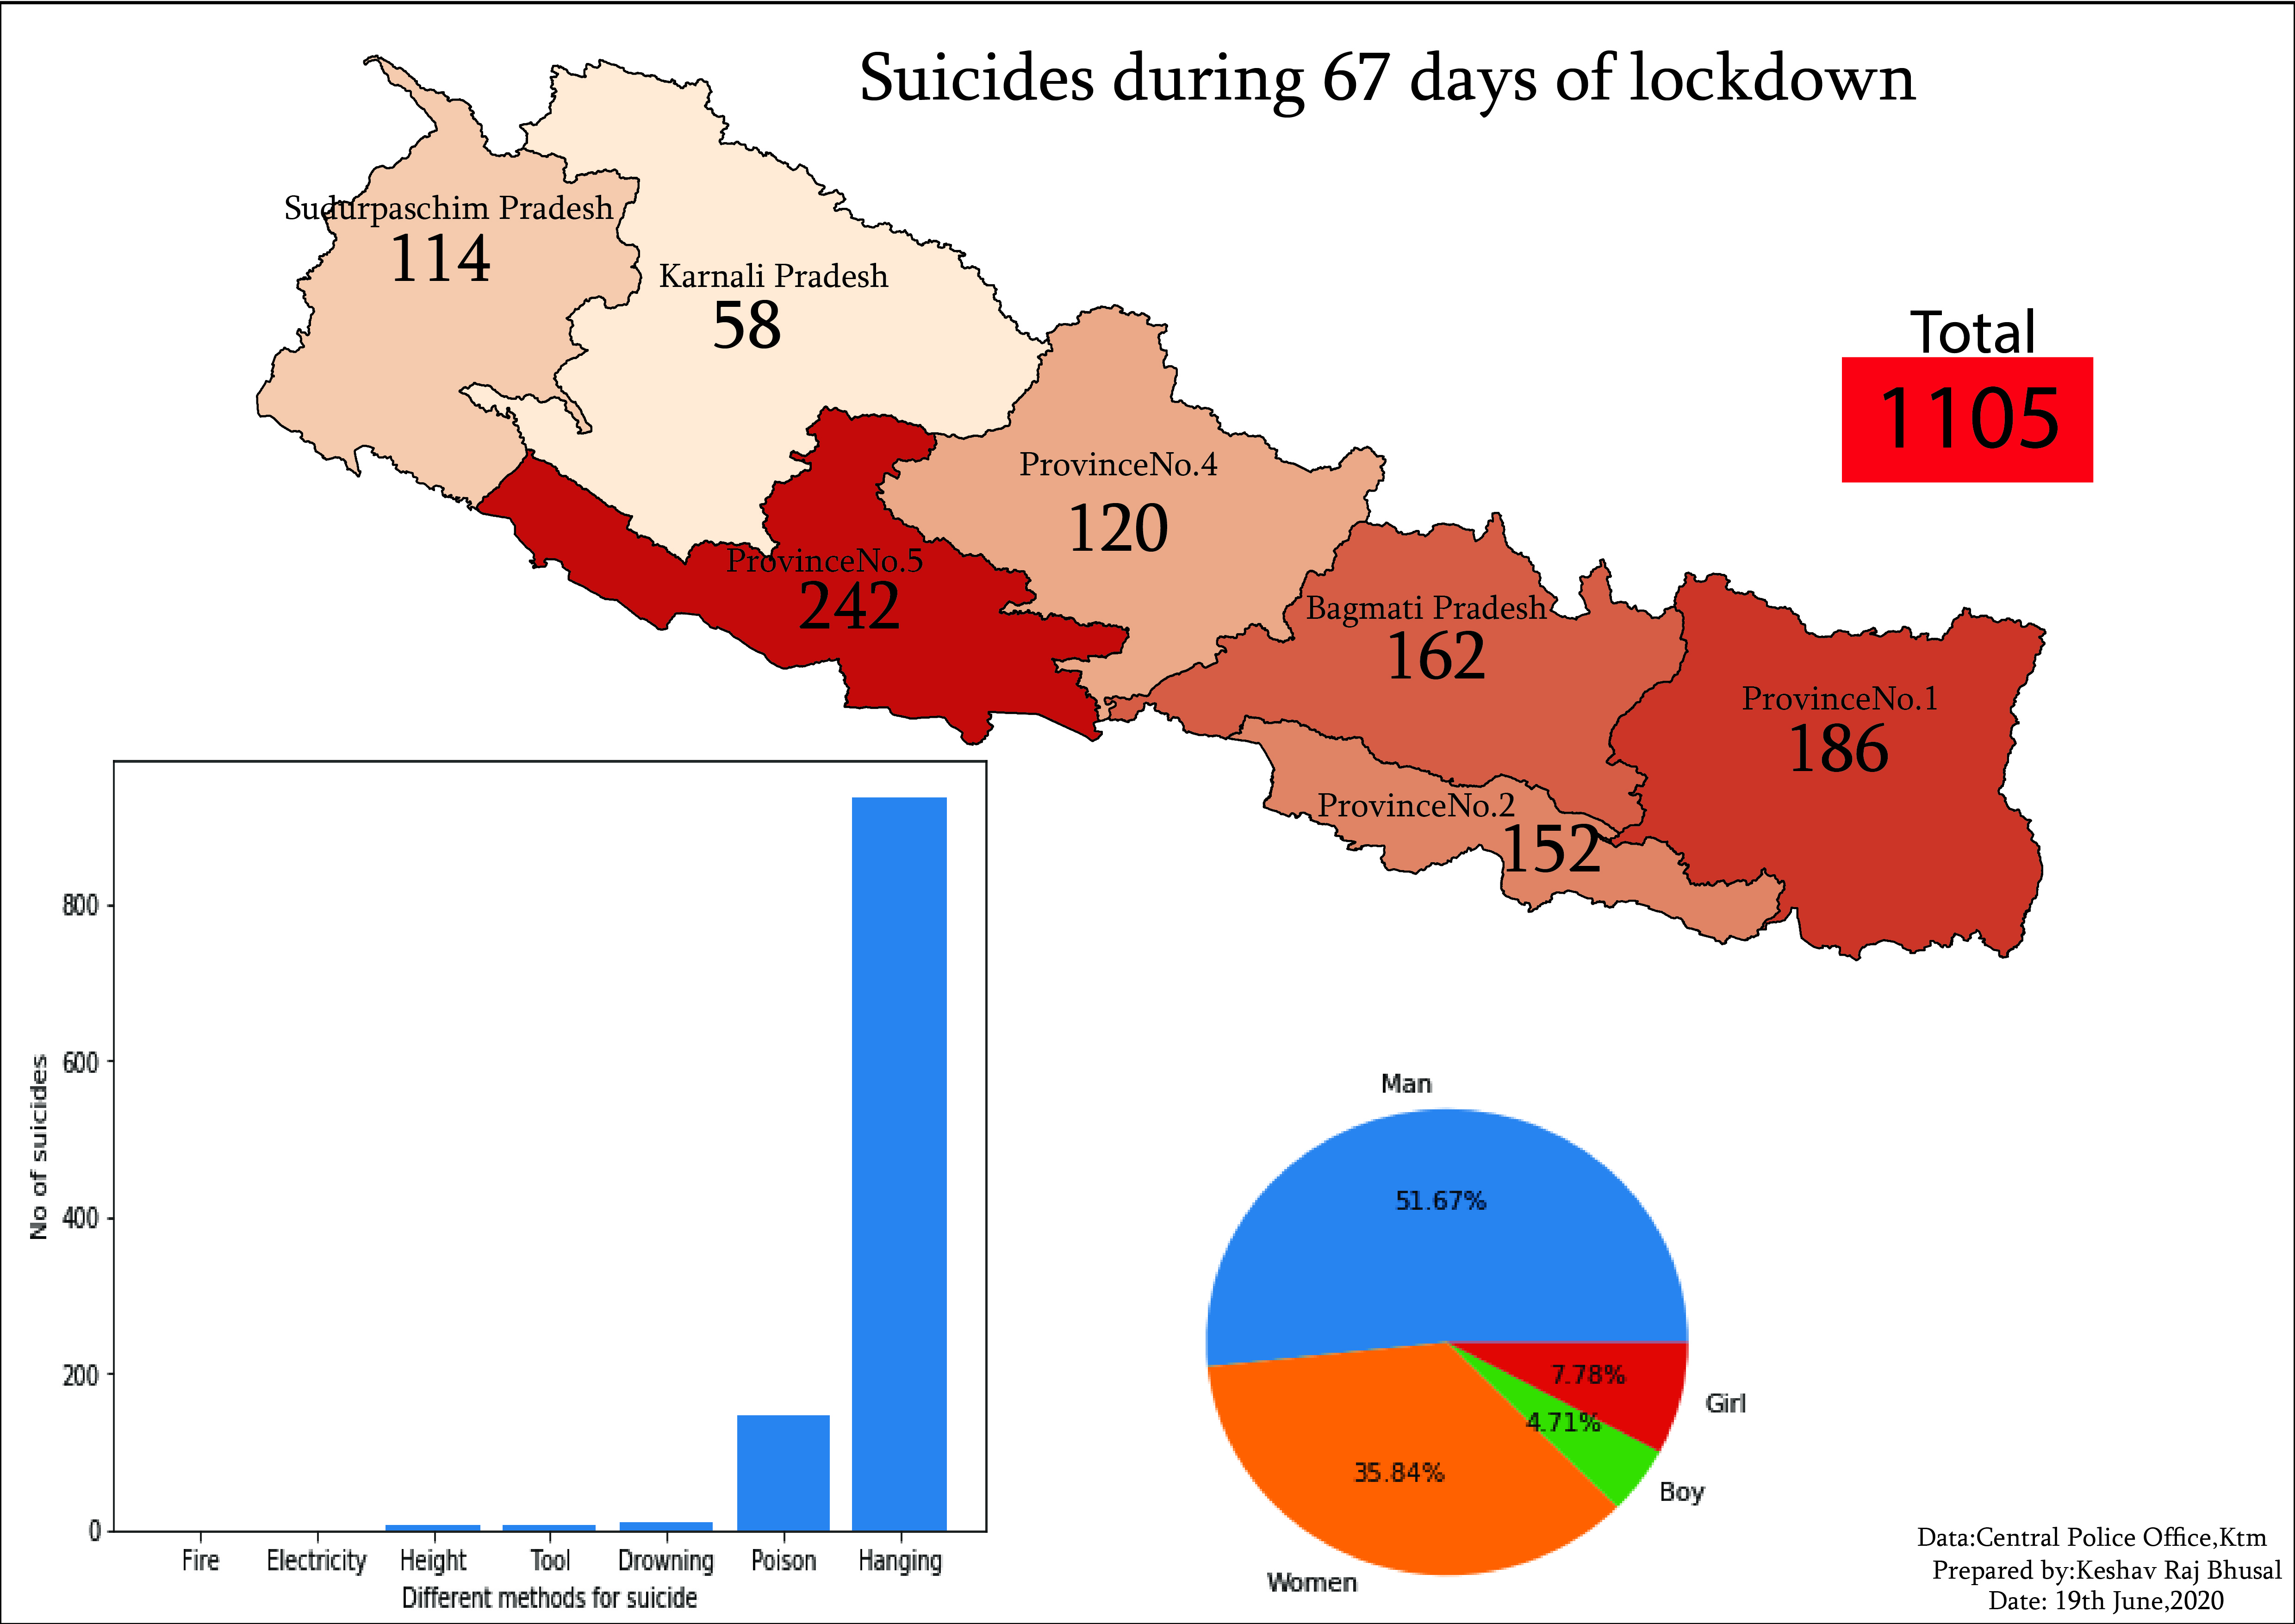 Suicides during 67 days of lockdown
Sudurpaschim Pradesh
114
Karnali Pradesh
58
Total
1105
ProvinceNo.4
120
ProvinceNo.5
242
Bagmati Pradesh
162
ProvinceNo.1
186
ProvinceNo.2
152
No of suicides
800
600
400
200
0
Fire Electricity Height Tool Drowning Poison Hanging
Different methods for suicide
Man
51.67%
7.78%
Girl
4.71%
35.84%
Boy
Women
Data:Central Police Office,Ktm
Prepared by:Keshav Raj Bhusal
Date: 19th June,2020